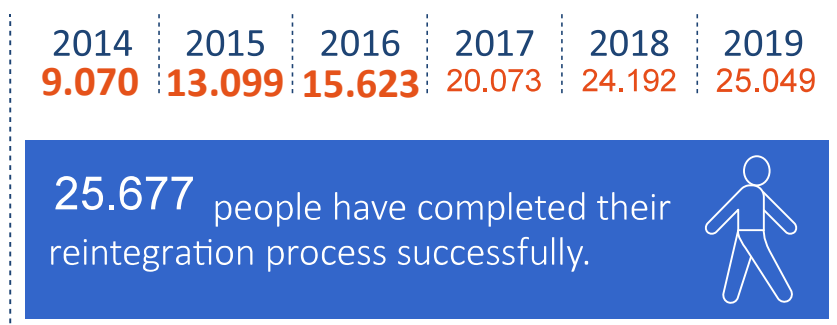 2014 2015 2016 2017 2018 2019
9.070 13.099 15.623 20.073 24.192 25.049
25.677 people have completed their
reintegration process successfully.